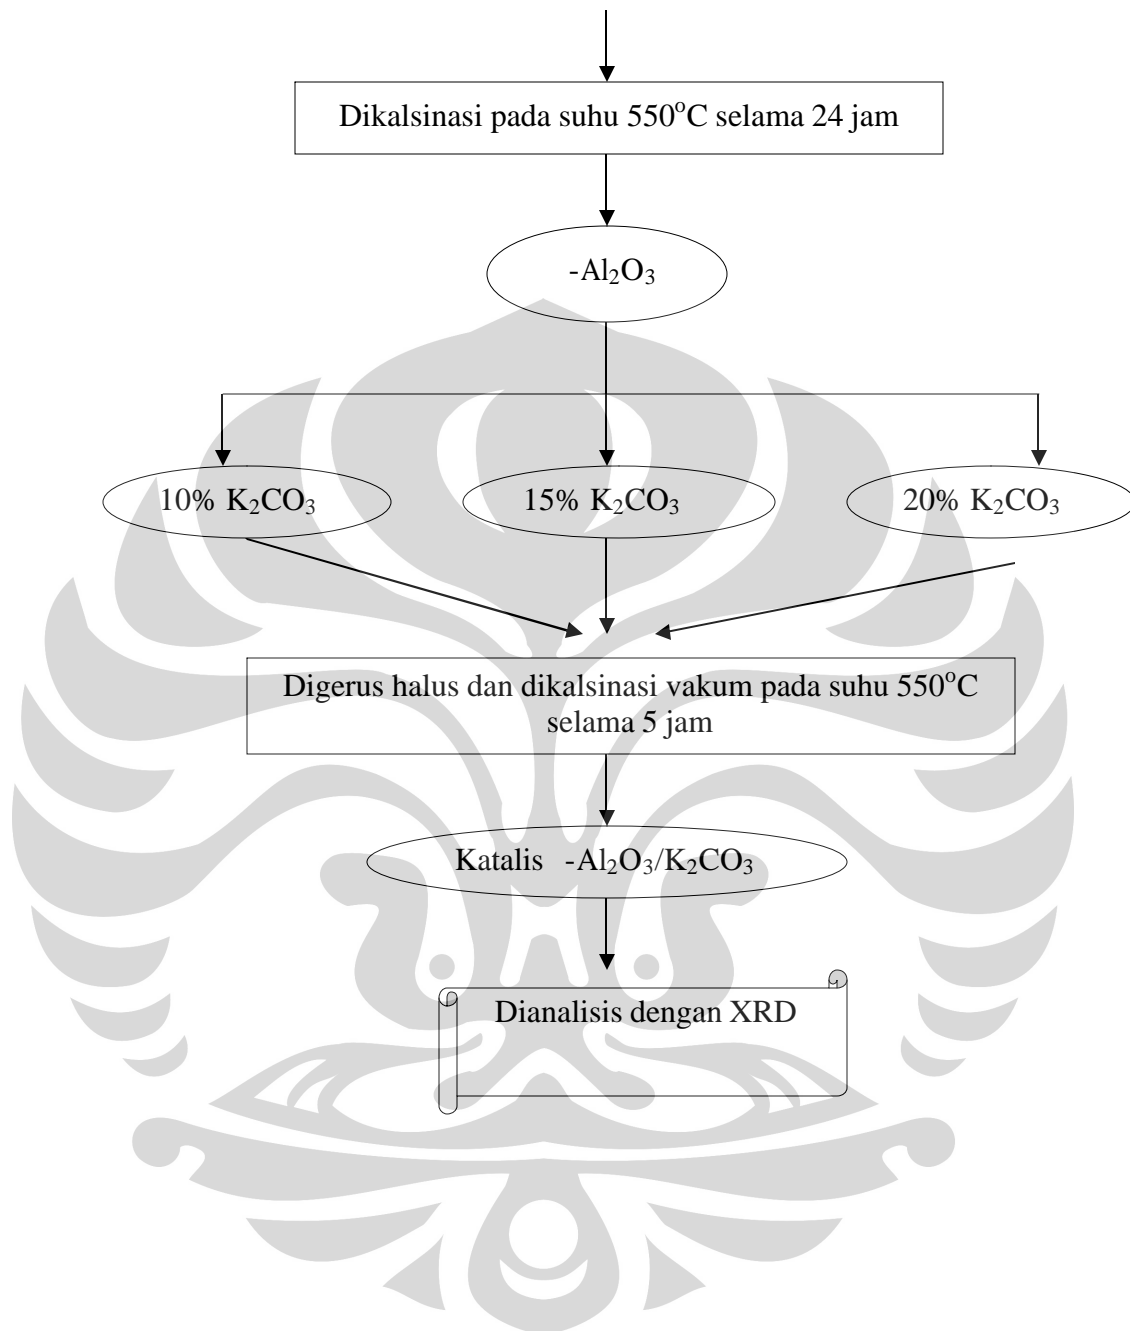 Dikalsinasi pada suhu 550°C selama 24 jam
-Al₂O₃
10% K₂CO₃
15% K₂CO₃
20% K₂CO₃
Digerus halus dan dikalsinasi vakum pada suhu 550°C
selama 5 jam
Katalis -Al₂O₃/K₂CO₃
Dianalisis dengan XRD